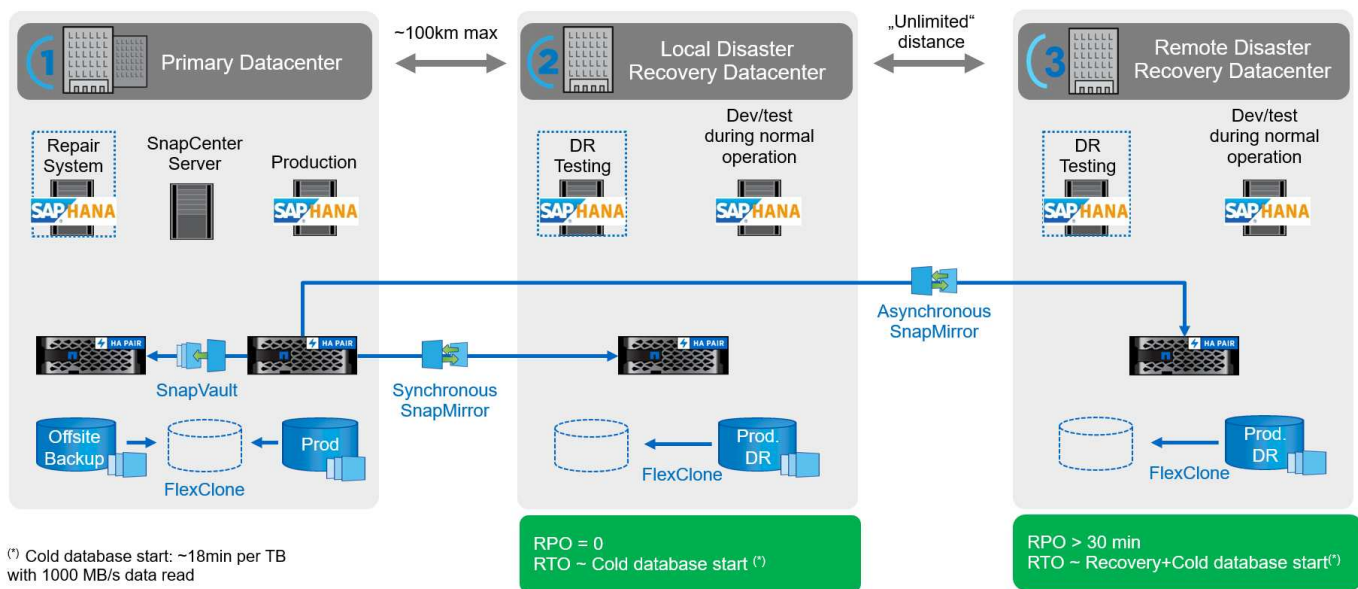 1
Primary Datacenter
~100km max
2
Local Disaster
Recovery Datacenter
„Unlimited“
distance
3
Remote Disaster
Recovery Datacenter
Repair
System
SAP HANA
SnapCenter
Server
Production
SAP HANA
DR
Testing
SAP HANA
Dev/test
during normal
operation
SAP HANA
DR
Testing
SAP HANA
Dev/test
during normal
operation
SAP HANA
Asynchronous
SnapMirror
HA PAIR
SnapVault
HA PAIR
Synchronous
SnapMirror
HA PAIR
HA PAIR
Offsite
Backup
Prod
FlexClone
Prod.
DR
FlexClone
Prod.
DR
FlexClone
(*) Cold database start: ~18min per TB
with 1000 MB/s data read
RPO = 0
RTO ~ Cold database start (*)
RPO > 30 min
RTO ~ Recovery+Cold database start(*)